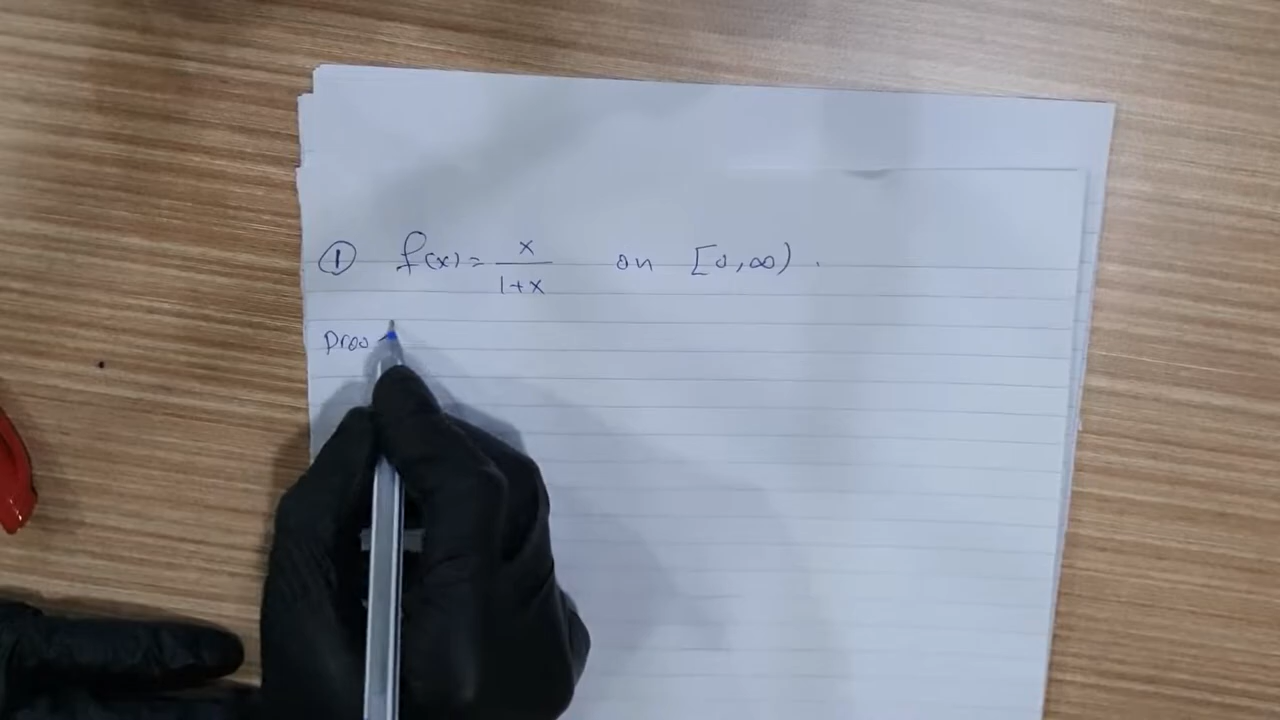 ① f(x) = x/(1+x) on [0,∞).
Proo